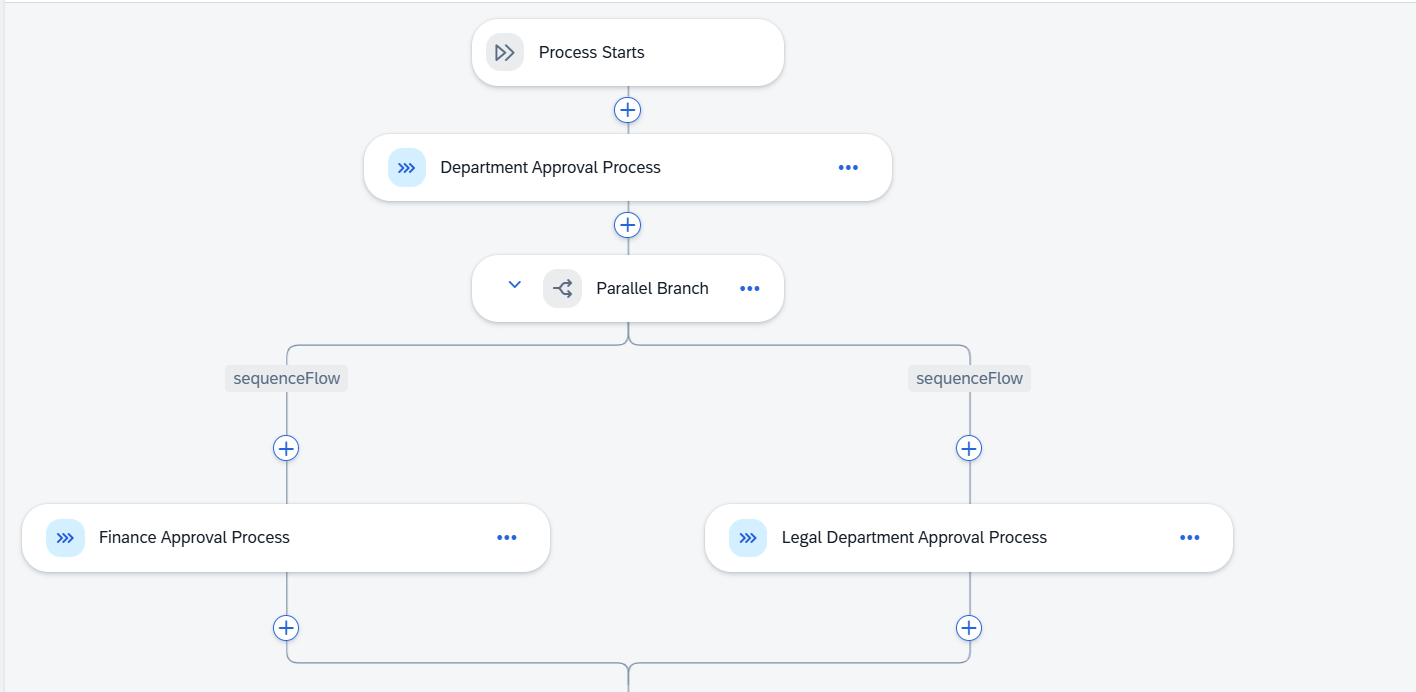 Process Starts
Department Approval Process
Parallel Branch
sequenceFlow
sequenceFlow
Finance Approval Process
Legal Department Approval Process